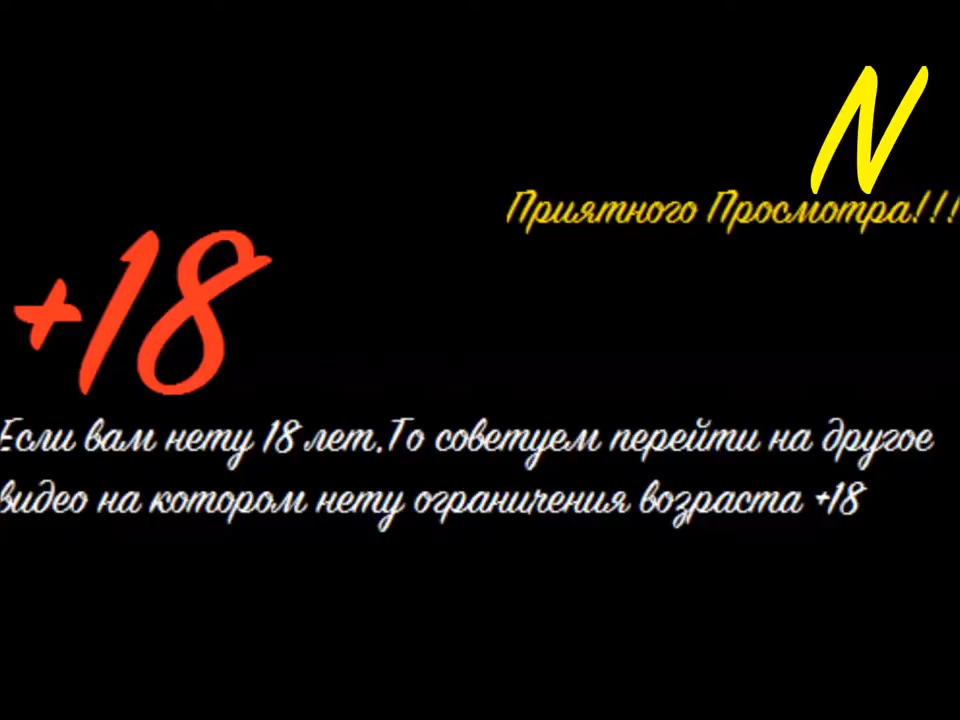 N
Приятного Просмотра!!!
+18
Если вам нету 18 лет.То советуем перейти на другое
видео на котором нету ограничения возраста +18